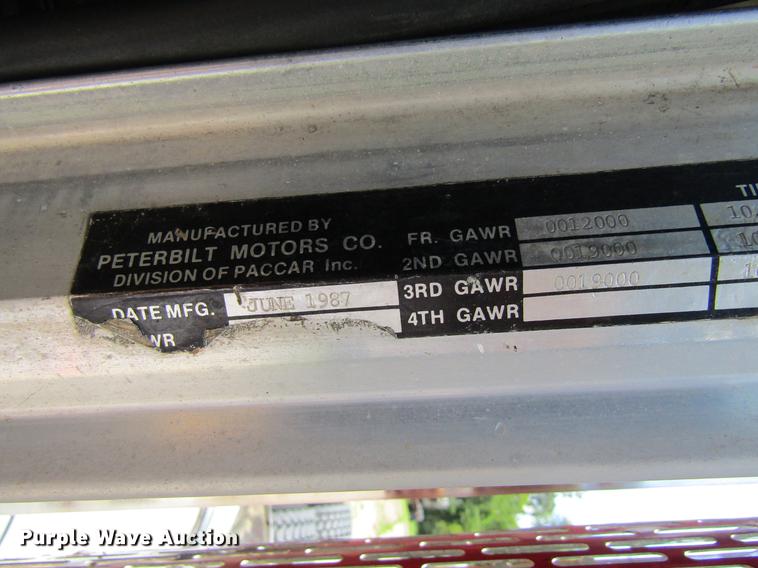 MANUFACTURED BY
PETERBILT MOTORS CO.
DIVISION OF PACCAR Inc.
DATE MFG. JUNE 1987
WR
FR. GAWR 0012000
2ND GAWR 0019000
3RD GAWR 0019000
4TH GAWR
Purple Wave Auction